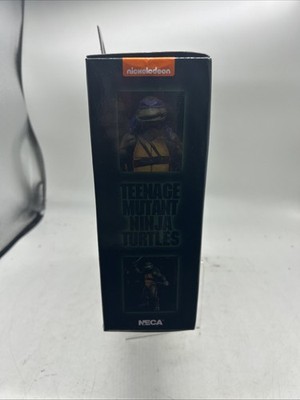 nickelodeon
TEENAGE
MUTANT
NINJA
TURTLES
NECA